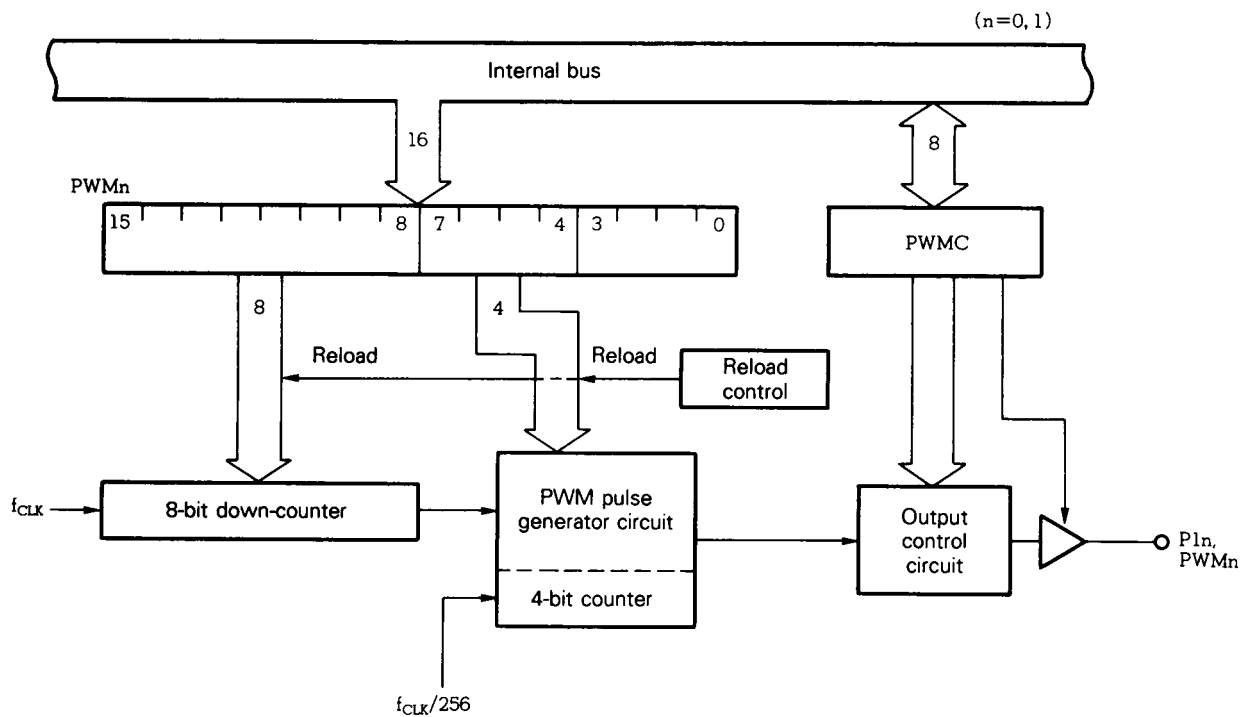 (n=0, 1)
Internal bus
16
8
PWMn
15
8
7
4
3
0
PWMC
8
4
Reload
Reload
Reload
control
fCLK
8-bit down-counter
PWM pulse
generator circuit
4-bit counter
Output
control
circuit
P1n,
PWMn
fCLK/256